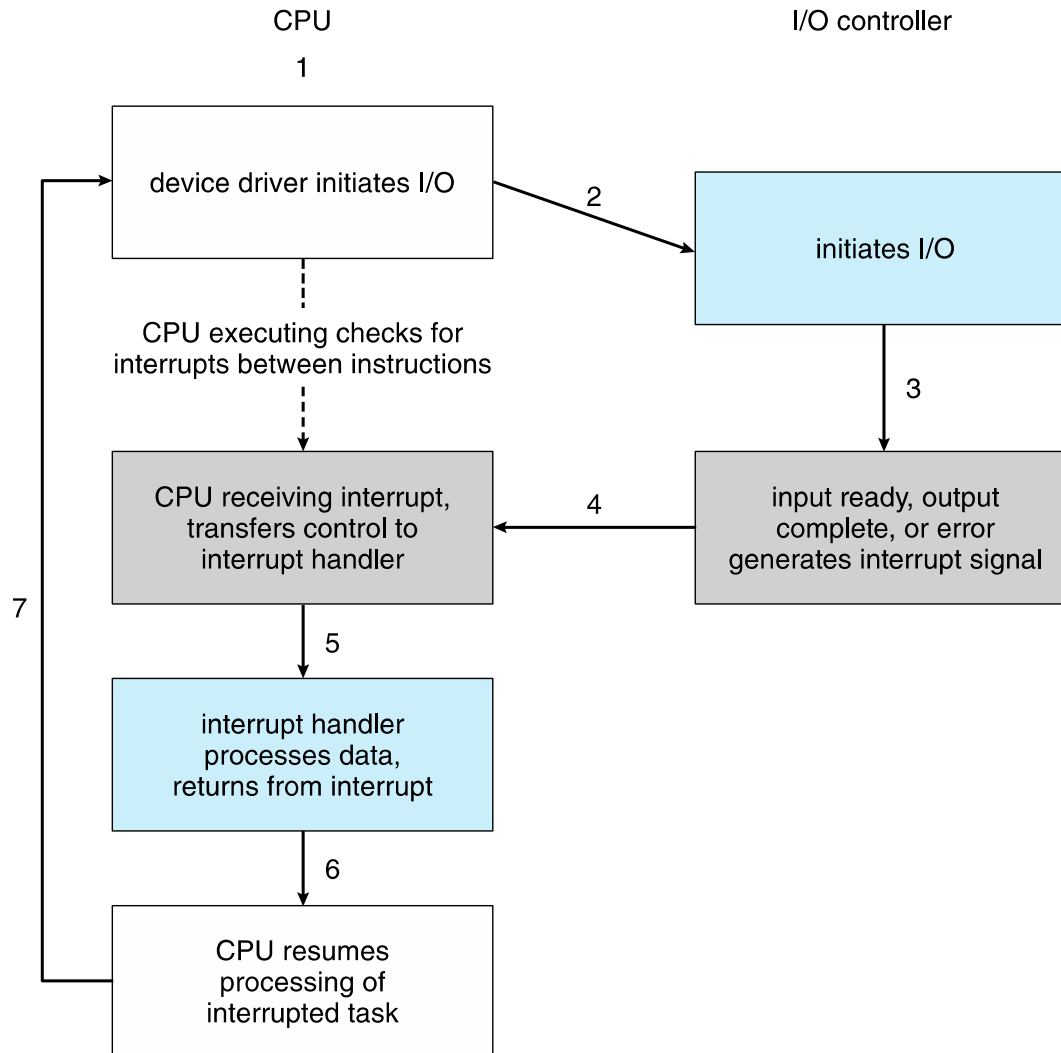 CPU
I/O controller
1
device driver initiates I/O
2
initiates I/O
CPU executing checks for
interrupts between instructions
3
CPU receiving interrupt,
transfers control to
interrupt handler
4
input ready, output
complete, or error
generates interrupt signal
7
5
interrupt handler
processes data,
returns from interrupt
6
CPU resumes
processing of
interrupted task